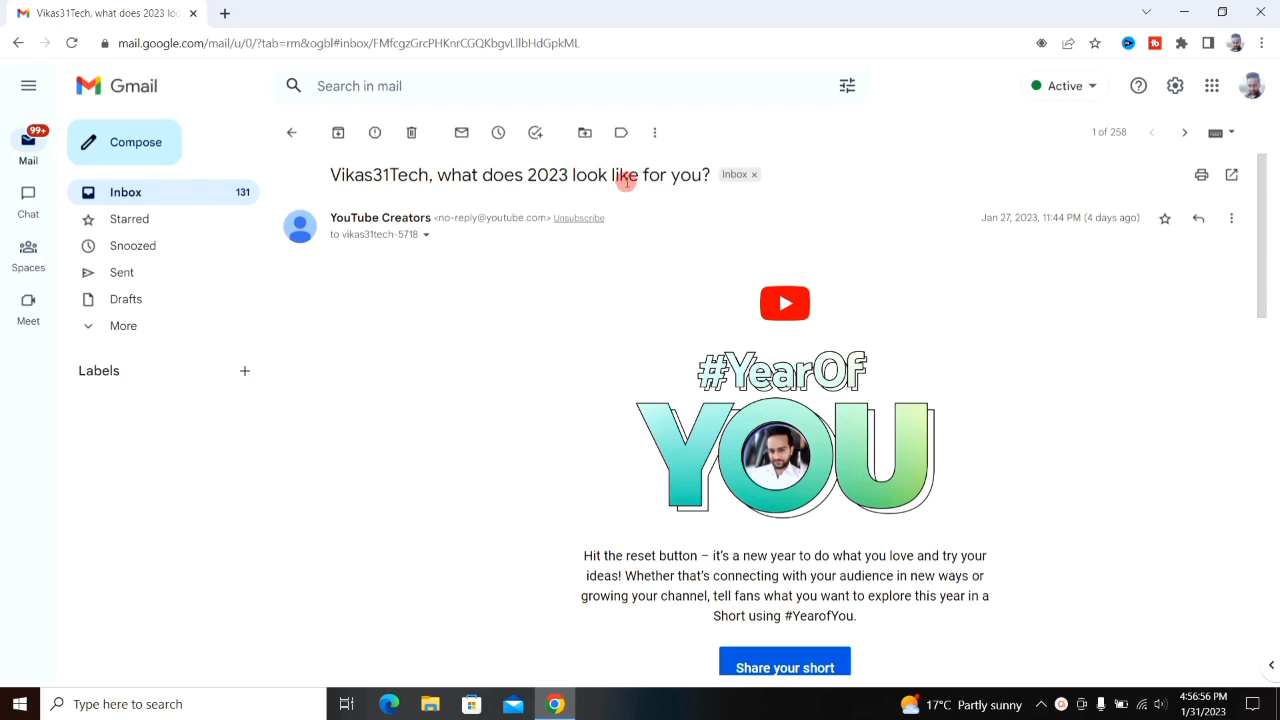 Vikas31Tech, what does 2023 loc
mail.google.com/mail/u/0/?tab=rm&ogbl#inbox/FMfcgzGrcPHKnrCGQKbgvLllbHdGpkML
Gmail
Search in mail
Active
99+
Mail
Compose
1 of 258
Vikas31Tech, what does 2023 look like for you?
Inbox ×
Inbox 131
Chat
Starred
YouTube Creators <no-reply@youtube.com> Unsubscribe
Jan 27, 2023, 11:44 PM (4 days ago)
to vikas31tech-5718
Snoozed
Spaces
Sent
Drafts
Meet
More
Labels
#YearOf
YOU
Hit the reset button – it's a new year to do what you love and try your
ideas! Whether that's connecting with your audience in new ways or
growing your channel, tell fans what you want to explore this year in a
Short using #YearofYou.
Share your short
Type here to search
17°C Partly sunny
4:56:56 PM
1/31/2023